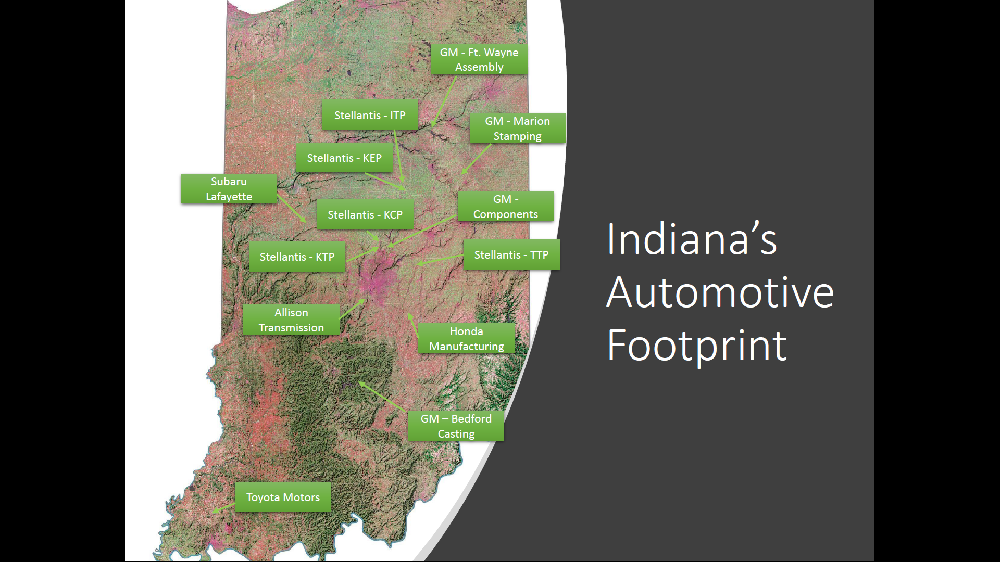 GM - Ft. Wayne
Assembly
Stellantis - ITP
GM - Marion
Stamping
Stellantis - KEP
Subaru
Lafayette
GM -
Components
Stellantis - KCP
Stellantis - TTP
Stellantis - KTP
Allison
Transmission
Honda
Manufacturing
GM – Bedford
Casting
Toyota Motors
Indiana’s
Automotive
Footprint